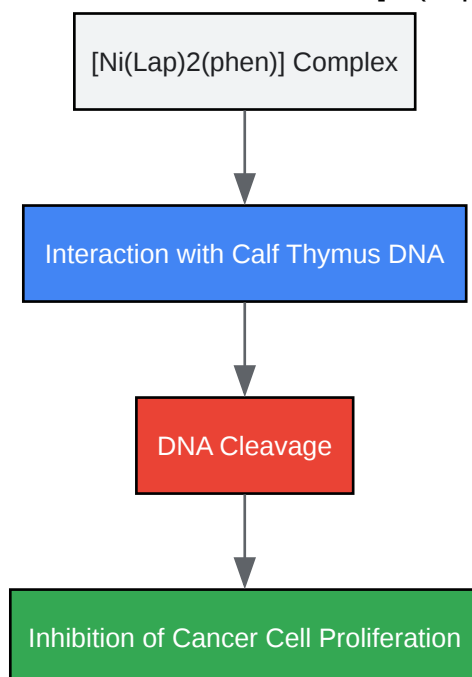 [Ni(Lap)2(phen)] Complex
Interaction with Calf Thymus DNA
DNA Cleavage
Inhibition of Cancer Cell Proliferation